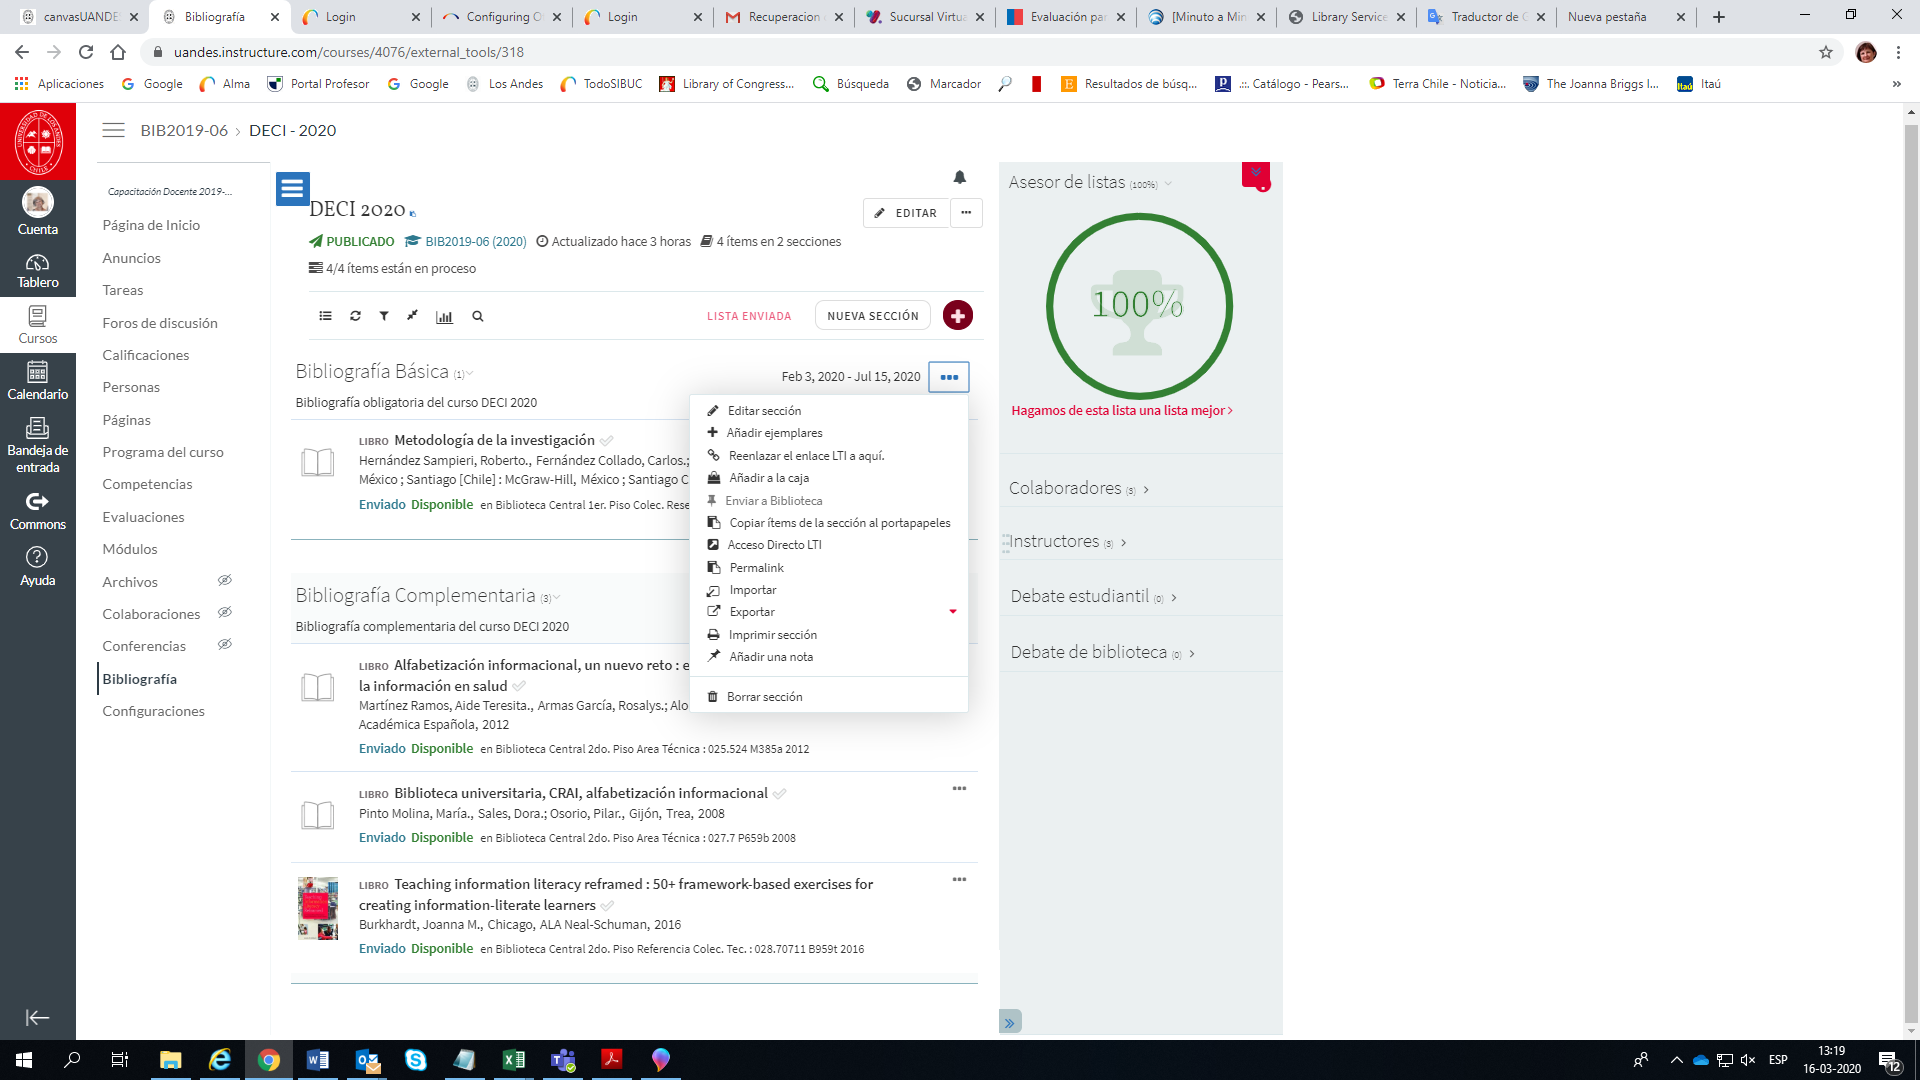 canvasUANDE
Bibliografía
Login
Configuring O
Login
Recuperacion
Sucursal Virtua
Evaluación pa
[Minuto a Min
Library Service
Traductor de G
Nueva pestaña
uandes.instructure.com/courses/4076/external_tools/318
Aplicaciones
Google
Alma
Portal Profesor
Google
Los Andes
TodoSIBUC
Library of Congress...
Búsqueda
Marcador
Resultados de búsq...
.:: Catálogo - Pears...
Terra Chile - Noticia...
The Joanna Briggs I...
Itaú
»
BIB2019-06 › DECI - 2020
Cuenta
Tablero
Cursos
Calendario
Bandeja de
entrada
Commons
Ayuda
Capacitación Docente 2019-...
Página de Inicio
Anuncios
Tareas
Foros de discusión
Calificaciones
Personas
Páginas
Programa del curso
Competencias
Evaluaciones
Módulos
Archivos
Colaboraciones
Conferencias
Bibliografía
Configuraciones
DECI 2020
EDITAR
PUBLICADO BIB2019-06 (2020) Actualizado hace 3 horas 4 ítems en 2 secciones
4/4 ítems están en proceso
LISTA ENVIADA
NUEVA SECCIÓN
Bibliografía Básica (1)
Feb 3, 2020 - Jul 15, 2020
Bibliografía obligatoria del curso DECI 2020
LIBRO Metodología de la investigación
Hernández Sampieri, Roberto., Fernández Collado, Carlos.;
México ; Santiago [Chile] : McGraw-Hill, México ; Santiago C
Enviado Disponible en Biblioteca Central 1er. Piso Colec. Rese
Editar sección
Añadir ejemplares
Reenlazar el enlace LTI a aquí.
Añadir a la caja
Enviar a Biblioteca
Copiar ítems de la sección al portapapeles
Acceso Directo LTI
Permalink
Importar
Exportar
Imprimir sección
Añadir una nota
Borrar sección
Bibliografía Complementaria (3)
Bibliografía complementaria del curso DECI 2020
LIBRO Alfabetización informacional, un nuevo reto : e
la información en salud
Martínez Ramos, Aide Teresita., Armas García, Rosalys.; Alo
Académica Española, 2012
Enviado Disponible en Biblioteca Central 2do. Piso Area Técnica : 025.524 M385a 2012
LIBRO Biblioteca universitaria, CRAI, alfabetización informacional
Pinto Molina, María., Sales, Dora.; Osorio, Pilar., Gijón, Trea, 2008
Enviado Disponible en Biblioteca Central 2do. Piso Area Técnica : 027.7 P659b 2008
LIBRO Teaching information literacy reframed : 50+ framework-based exercises for
creating information-literate learners
Burkhardt, Joanna M., Chicago, ALA Neal-Schuman, 2016
Enviado Disponible en Biblioteca Central 2do. Piso Referencia Colec. Tec. : 028.70711 B959t 2016
Asesor de listas (100%)
100%
Hagamos de esta lista una lista mejor
Colaboradores (3)
Instructores (3)
Debate estudiantil (0)
Debate de biblioteca (0)
ESP
13:19
16-03-2020
12